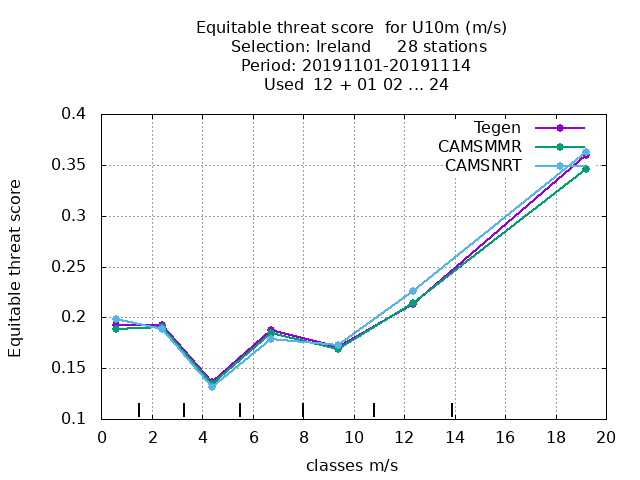 Equitable threat score  for U10m (m/s)
Selection: Ireland     28 stations
Period: 20191101-20191114
Used  12 + 01 02 ... 24
Tegen
CAMSMMR
CAMSNRT
Equitable threat score
0.4
0.35
0.3
0.25
0.2
0.15
0.1
0 2 4 6 8 10 12 14 16 18 20
classes m/s